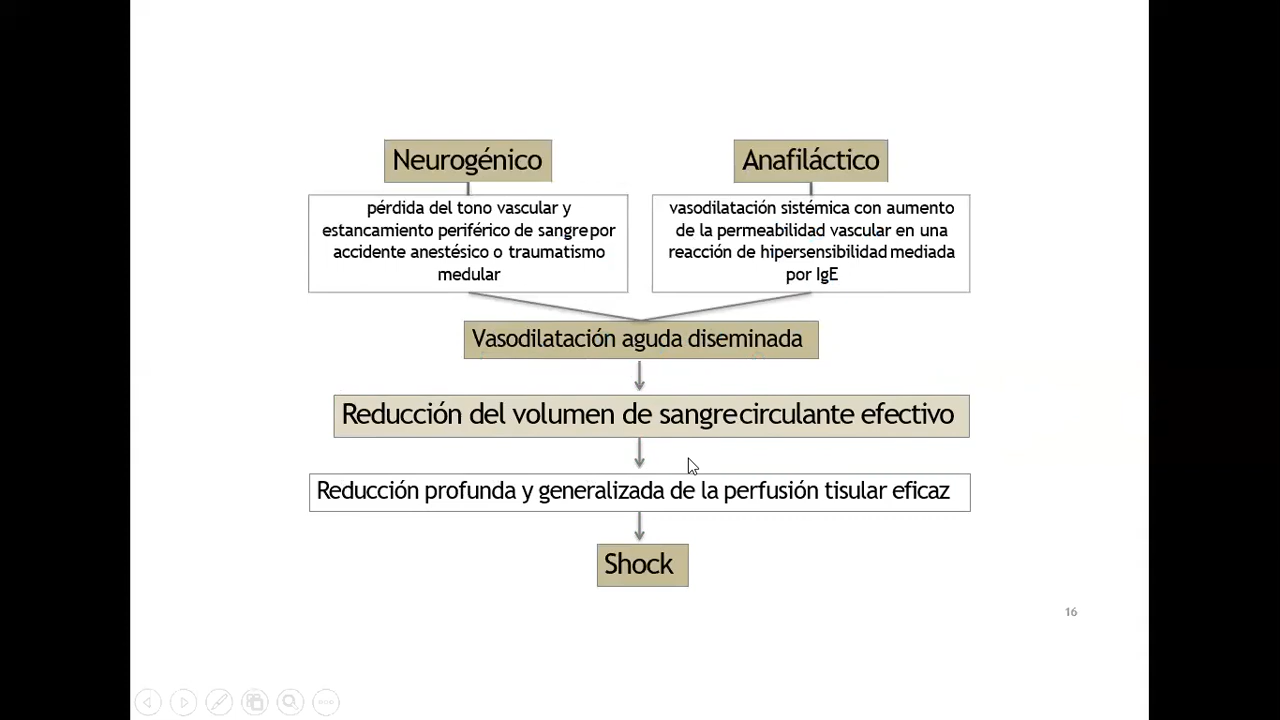 Neurogénico
pérdida del tono vascular y
estancamiento periférico de sangre por
accidente anestésico o traumatismo
medular
Anafiláctico
vasodilatación sistémica con aumento
de la permeabilidad vascular en una
reacción de hipersensibilidad mediada
por IgE
Vasodilatación aguda diseminada
Reducción del volumen de sangre circulante efectivo
Reducción profunda y generalizada de la perfusión tisular eficaz
Shock
16